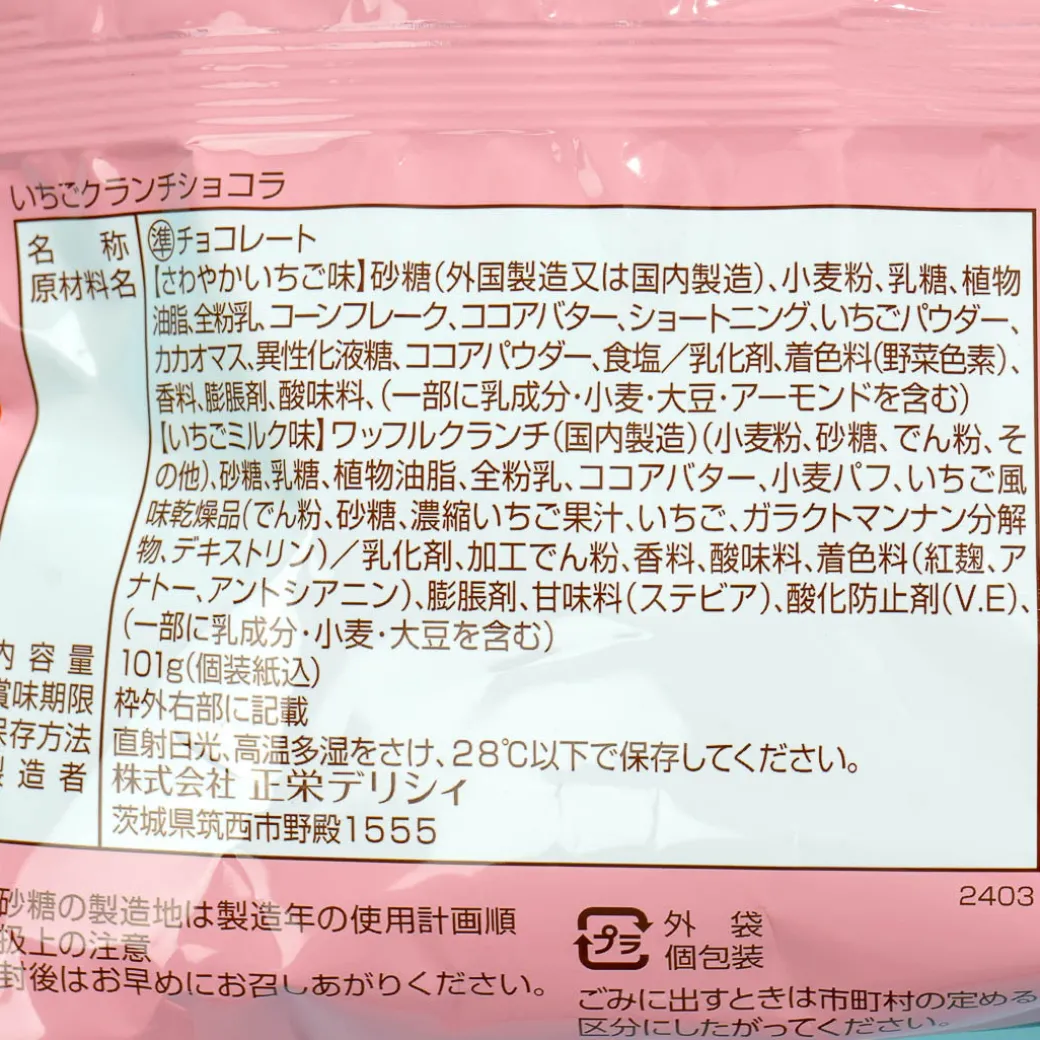 いちごクランチショコラ
名称 ㊗準チョコレート
原材料名 【さわやかいちご味】砂糖(外国製造又は国内製造)、小麦粉、乳糖、植物
油脂、全粉乳、コーンフレーク、ココアバター、ショートニング、いちごパウダー、
カカオマス、異性化液糖、ココアパウダー、食塩/乳化剤、着色料(野菜色素)、
香料、膨脹剤、酸味料、(一部に乳成分・小麦・大豆・アーモンドを含む)
【いちごミルク味】ワッフルクランチ(国内製造)(小麦粉、砂糖、でん粉、そ
の他)、砂糖、乳糖、植物油脂、全粉乳、ココアバター、小麦パフ、いちご風
味乾燥品(でん粉、砂糖、濃縮いちご果汁、いちご、ガラクトマンナン分解
物、デキストリン)/乳化剤、加工でん粉、香料、酸味料、着色料(紅麹、ア
ナトー、アントシアニン)、膨脹剤、甘味料(ステビア)、酸化防止剤(V.E)、
(一部に乳成分・小麦・大豆を含む)
内容量 101g(個装紙込)
賞味期限 枠外右部に記載
保存方法 直射日光、高温多湿をさけ、28℃以下で保存してください。
製造者 株式会社 正栄デリシィ
茨城県筑西市野殿1555
2403
砂糖の製造地は製造年の使用計画順
扱上の注意
封後はお早めにお召しあがりください。
プラ 外袋
個包装
ごみに出すときは市町村の定める
区分にしたがってください。